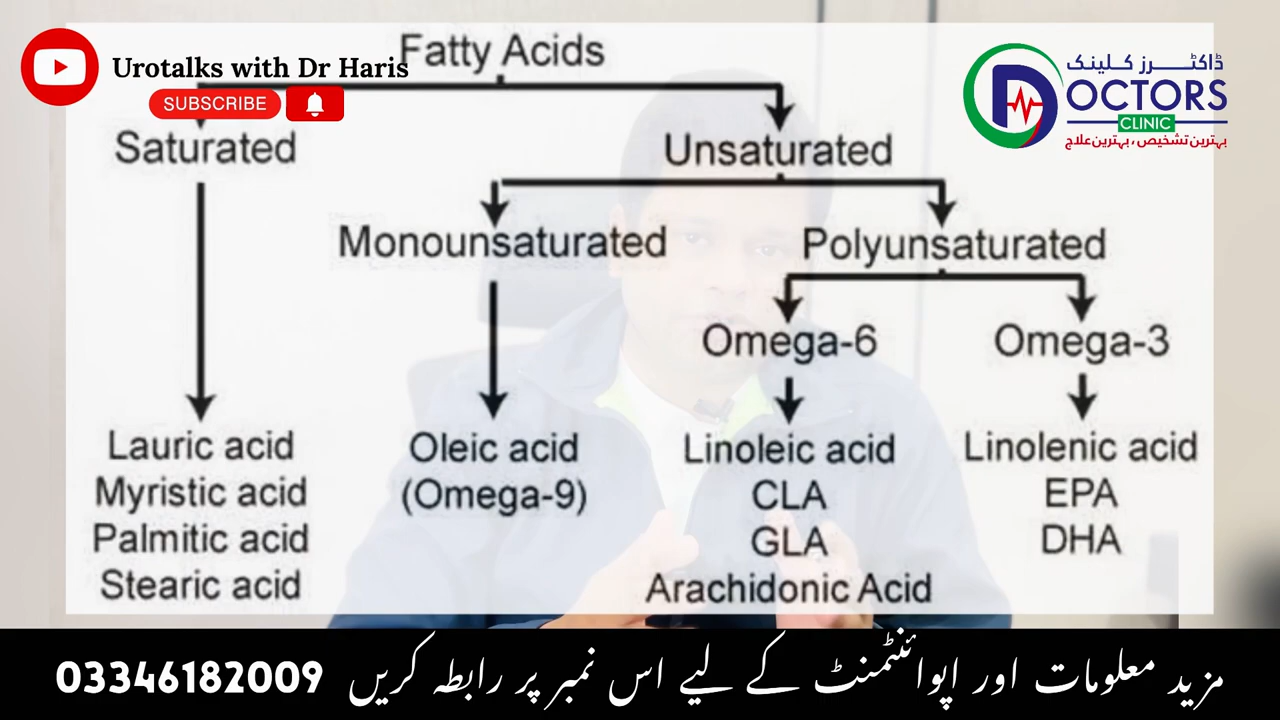 Fatty Acids
Urotalks with Dr Haris
SUBSCRIBE
ڈاکٹرز کلینک
DOCTORS
CLINIC
بہترین تشخیص، بہترین علاج
Saturated
Unsaturated
Monounsaturated
Polyunsaturated
Omega-6
Omega-3
Lauric acid
Myristic acid
Palmitic acid
Stearic acid
Oleic acid
(Omega-9)
Linoleic acid
CLA
GLA
Arachidonic Acid
Linolenic acid
EPA
DHA
مزید معلومات اور اپوائنٹمنٹ کے لیے اس نمبر پر رابطہ کریں 03346182009